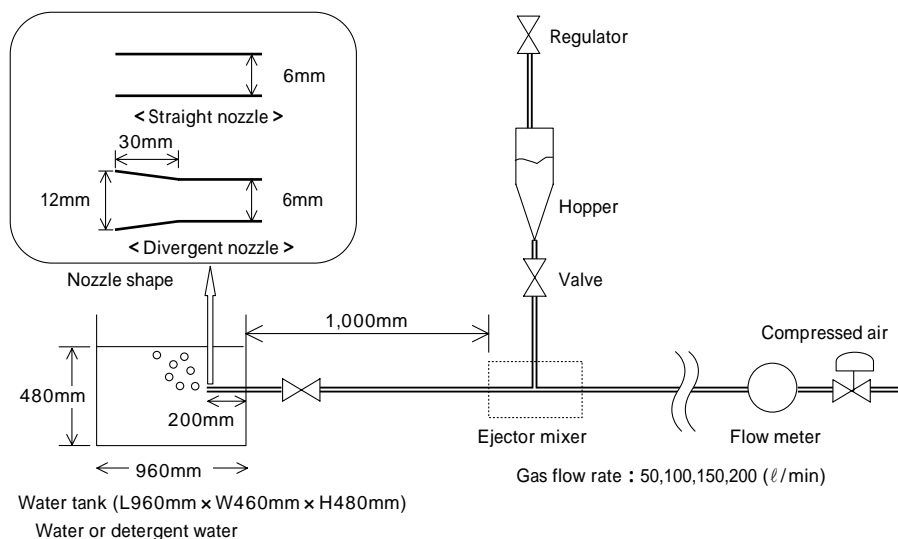 6mm
< Straight nozzle >
30mm
12mm
6mm
< Divergent nozzle >
Nozzle shape
Regulator
Hopper
Valve
1,000mm
Compressed air
480mm
200mm
Ejector mixer
Flow meter
960mm
Gas flow rate : 50,100,150,200 (ℓ/min)
Water tank (L960mm × W460mm × H480mm)
Water or detergent water